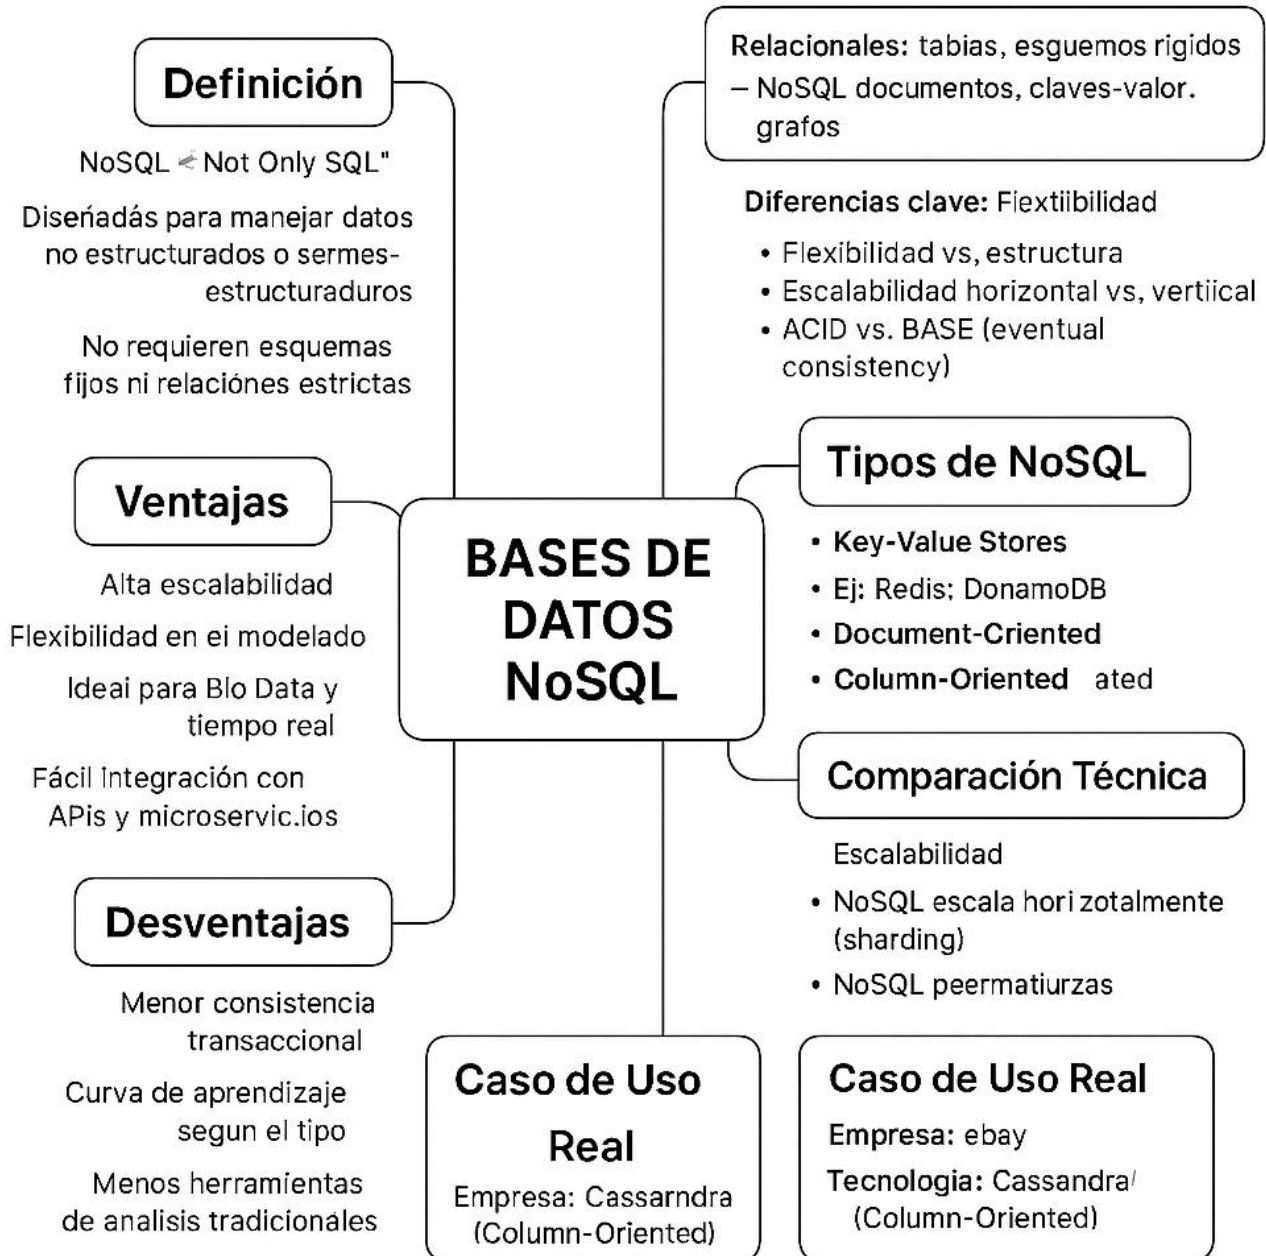 Definición
NoSQL < Not Only SQL"
Diseńadás para manejar datos
no estructurados o sermes-
estructuraduros
No requieren esquemas
fijos ni relaciónes estrictas
Ventajas
Alta escalabilidad
Flexibilidad en ei modelado
Ideai para Blo Data y
tiempo real
Fácil integración con
APis y microservic.ios
Desventajas
Menor consistencia
transaccional
Curva de aprendizaje
segun el tipo
Menos herramientas
de analisis tradicionales
BASES DE
DATOS
NoSQL
Relacionales: tabias, esguemos rigidos
– NoSQL documentos, claves-valor.
grafos
Diferencias clave: Fiextiibilidad
• Flexibilidad vs, estructura
• Escalabilidad horizontal vs, vertiical
• ACID vs. BASE (eventual
consistency)
Tipos de NoSQL
• Key-Value Stores
• Ej: Redis; DonamoDB
• Document-Criented
• Column-Oriented ated
Comparación Técnica
Escalabilidad
• NoSQL escala hori zotalmente
(sharding)
• NoSQL peermatiurzas
Caso de Uso
Real
Empresa: Cassarndra
(Column-Oriented)
Caso de Uso Real
Empresa: ebay
Tecnologia: Cassandra/
(Column-Oriented)